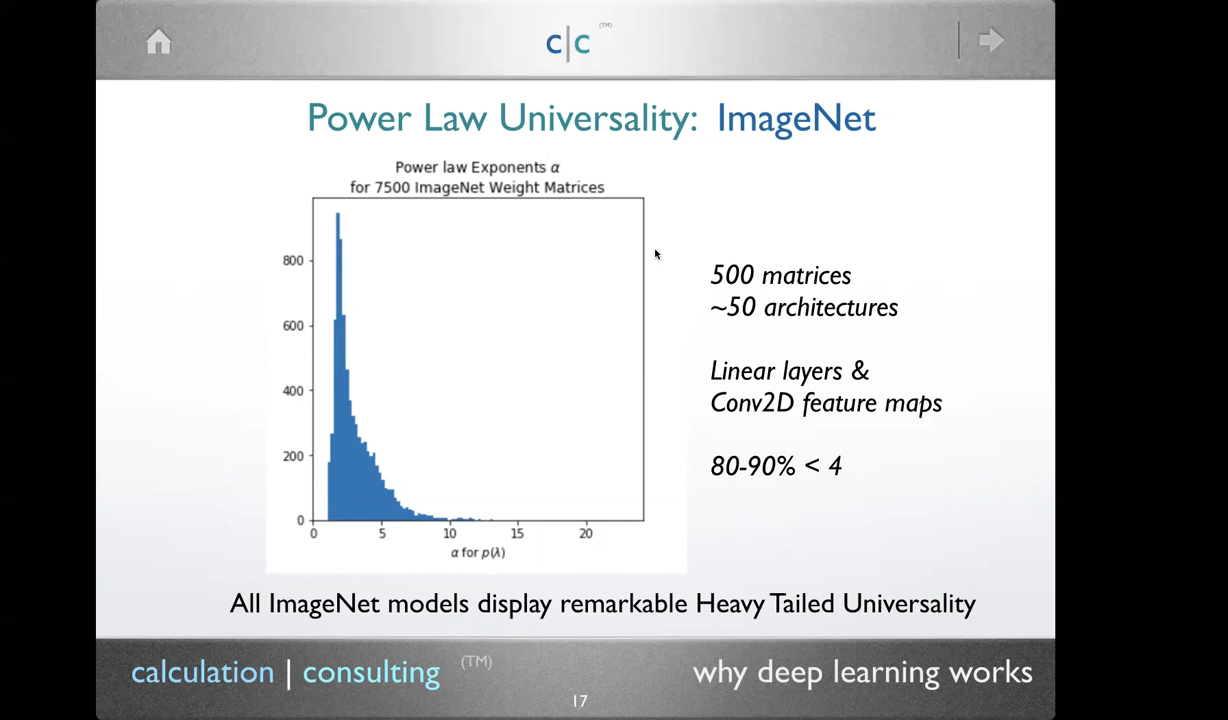 c|c (TM)
Power Law Universality: ImageNet
Power law Exponents α
for 7500 ImageNet Weight Matrices
800
600
400
200
0
0 5 10 15 20
α for p(λ)
500 matrices
~50 architectures
Linear layers &
Conv2D feature maps
80-90% < 4
All ImageNet models display remarkable Heavy Tailed Universality
calculation | consulting (TM)
why deep learning works
17